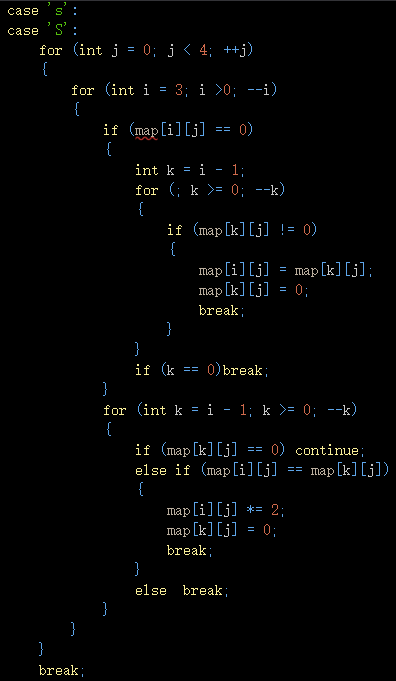 case 's':
case 'S':
    for (int j = 0; j < 4; ++j)
    {
        for (int i = 3; i >0; --i)
        {
            if (map[i][j] == 0)
            {
                int k = i - 1;
                for (; k >= 0; --k)
                {
                    if (map[k][j] != 0)
                    {
                        map[i][j] = map[k][j];
                        map[k][j] = 0;
                        break;
                    }
                }
                if (k == 0)break;
            }
            for (int k = i - 1; k >= 0; --k)
            {
                if (map[k][j] == 0) continue;
                else if (map[i][j] == map[k][j])
                {
                    map[i][j] *= 2;
                    map[k][j] = 0;
                    break;
                }
                else  break;
            }
        }
    }
    break;